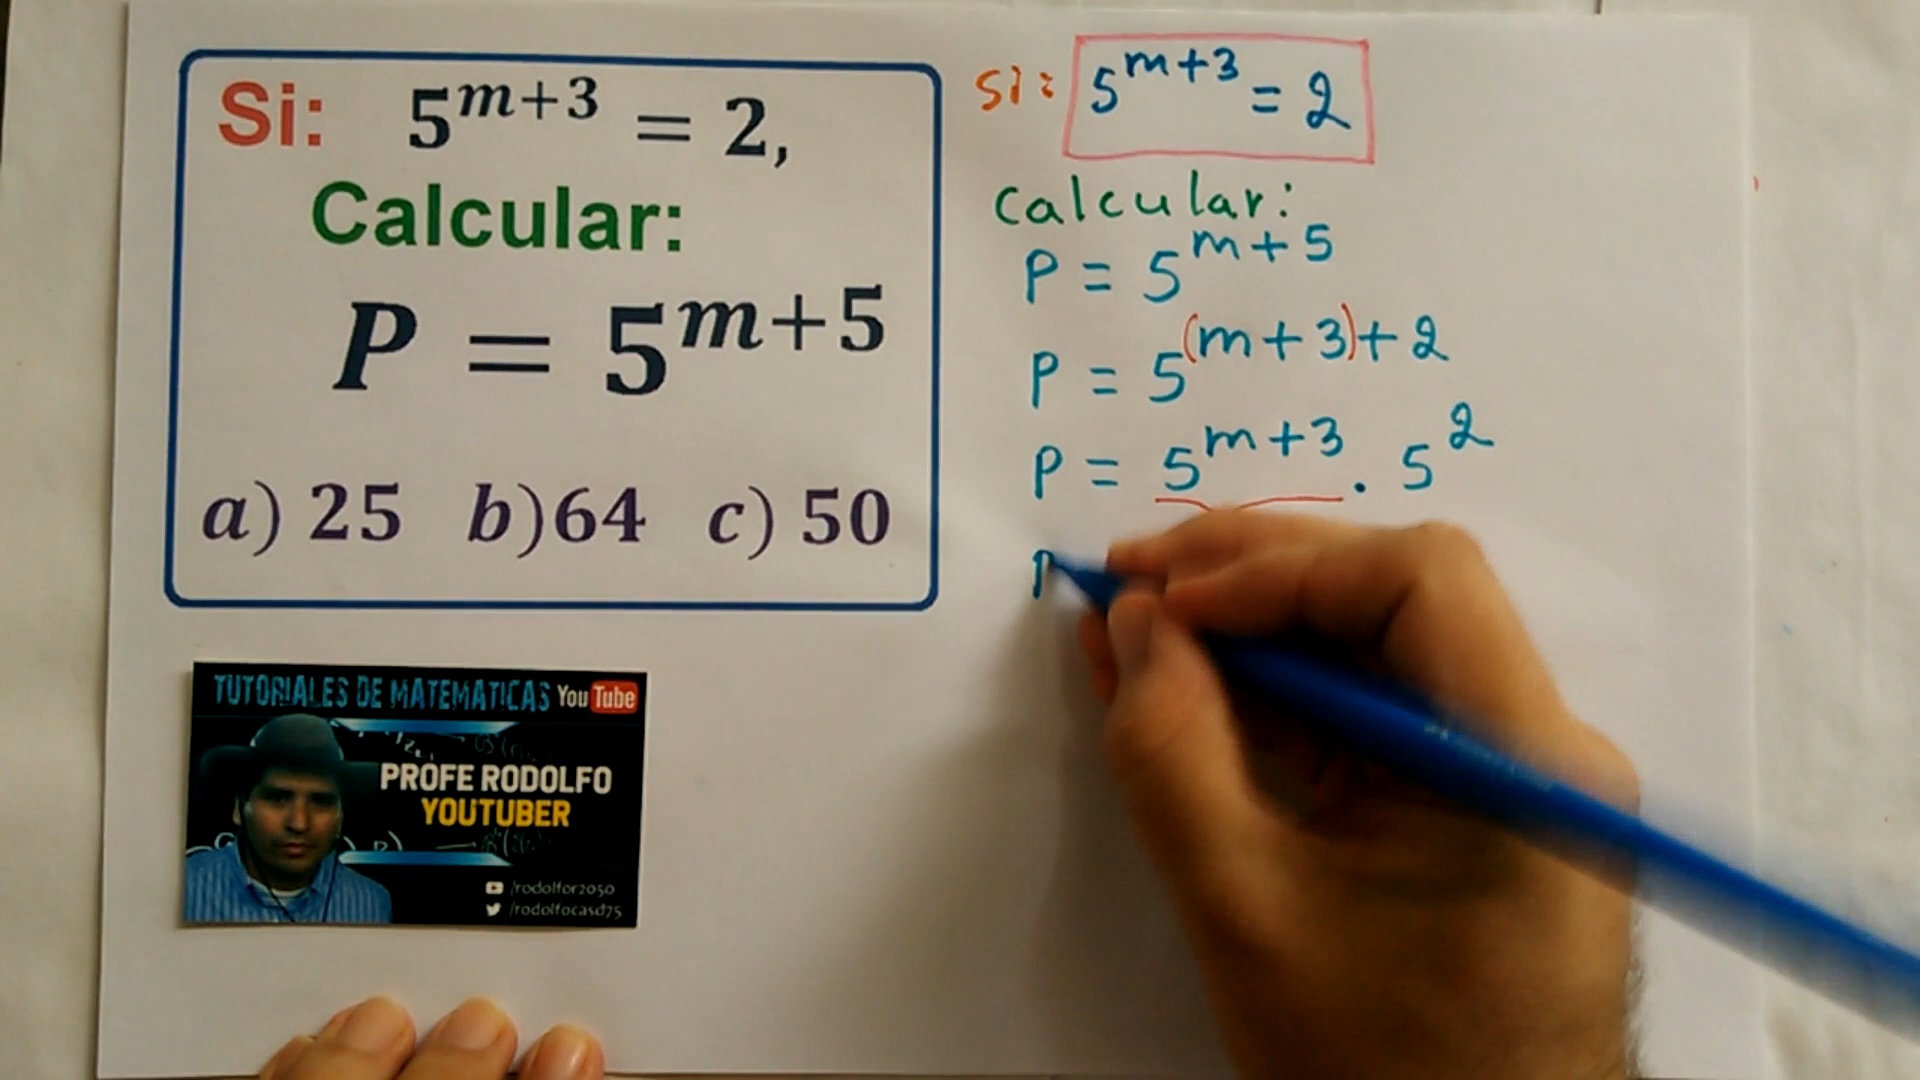 Si: 5^{m+3} = 2,
Calcular:
P = 5^{m+5}
a) 25 b)64 c) 50
Si: 5^{m+3} = 2
Calcular:
P = 5^{m+5}
P = 5^{(m+3)+2}
P = 5^{m+3} . 5^2
P
TUTORIALES DE MATEMATICAS YouTube
PROFE RODOLFO
YOUTUBER
/rodolfor2050
/rodolfocasd75